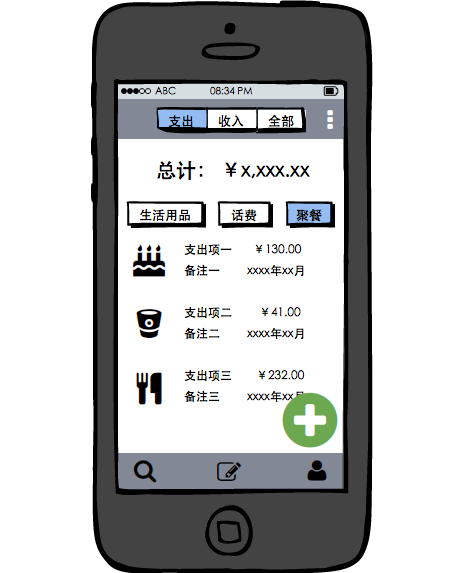 ABC 08:34 PM
支出 收入 全部
总计： ￥x,xxx.xx
生活用品 话费 聚餐
支出项一 ￥130.00
备注一 xxxx年xx月
支出项二 ￥41.00
备注二 xxxx年xx月
支出项三 ￥232.00
备注三 xxxx年xx月